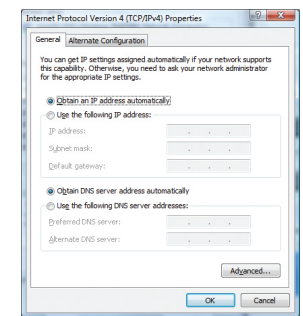 Internet Protocol Version 4 (TCP/IPv4) Properties
General
Alternate Configuration
You can get IP settings assigned automatically if your network supports
this capability. Otherwise, you need to ask your network administrator
for the appropriate IP settings.
Obtain an IP address automatically
Use the following IP address:
IP address:
Subnet mask:
Default gateway:
Obtain DNS server address automatically
Use the following DNS server addresses:
Preferred DNS server:
Alternate DNS server:
Advanced...
OK
Cancel